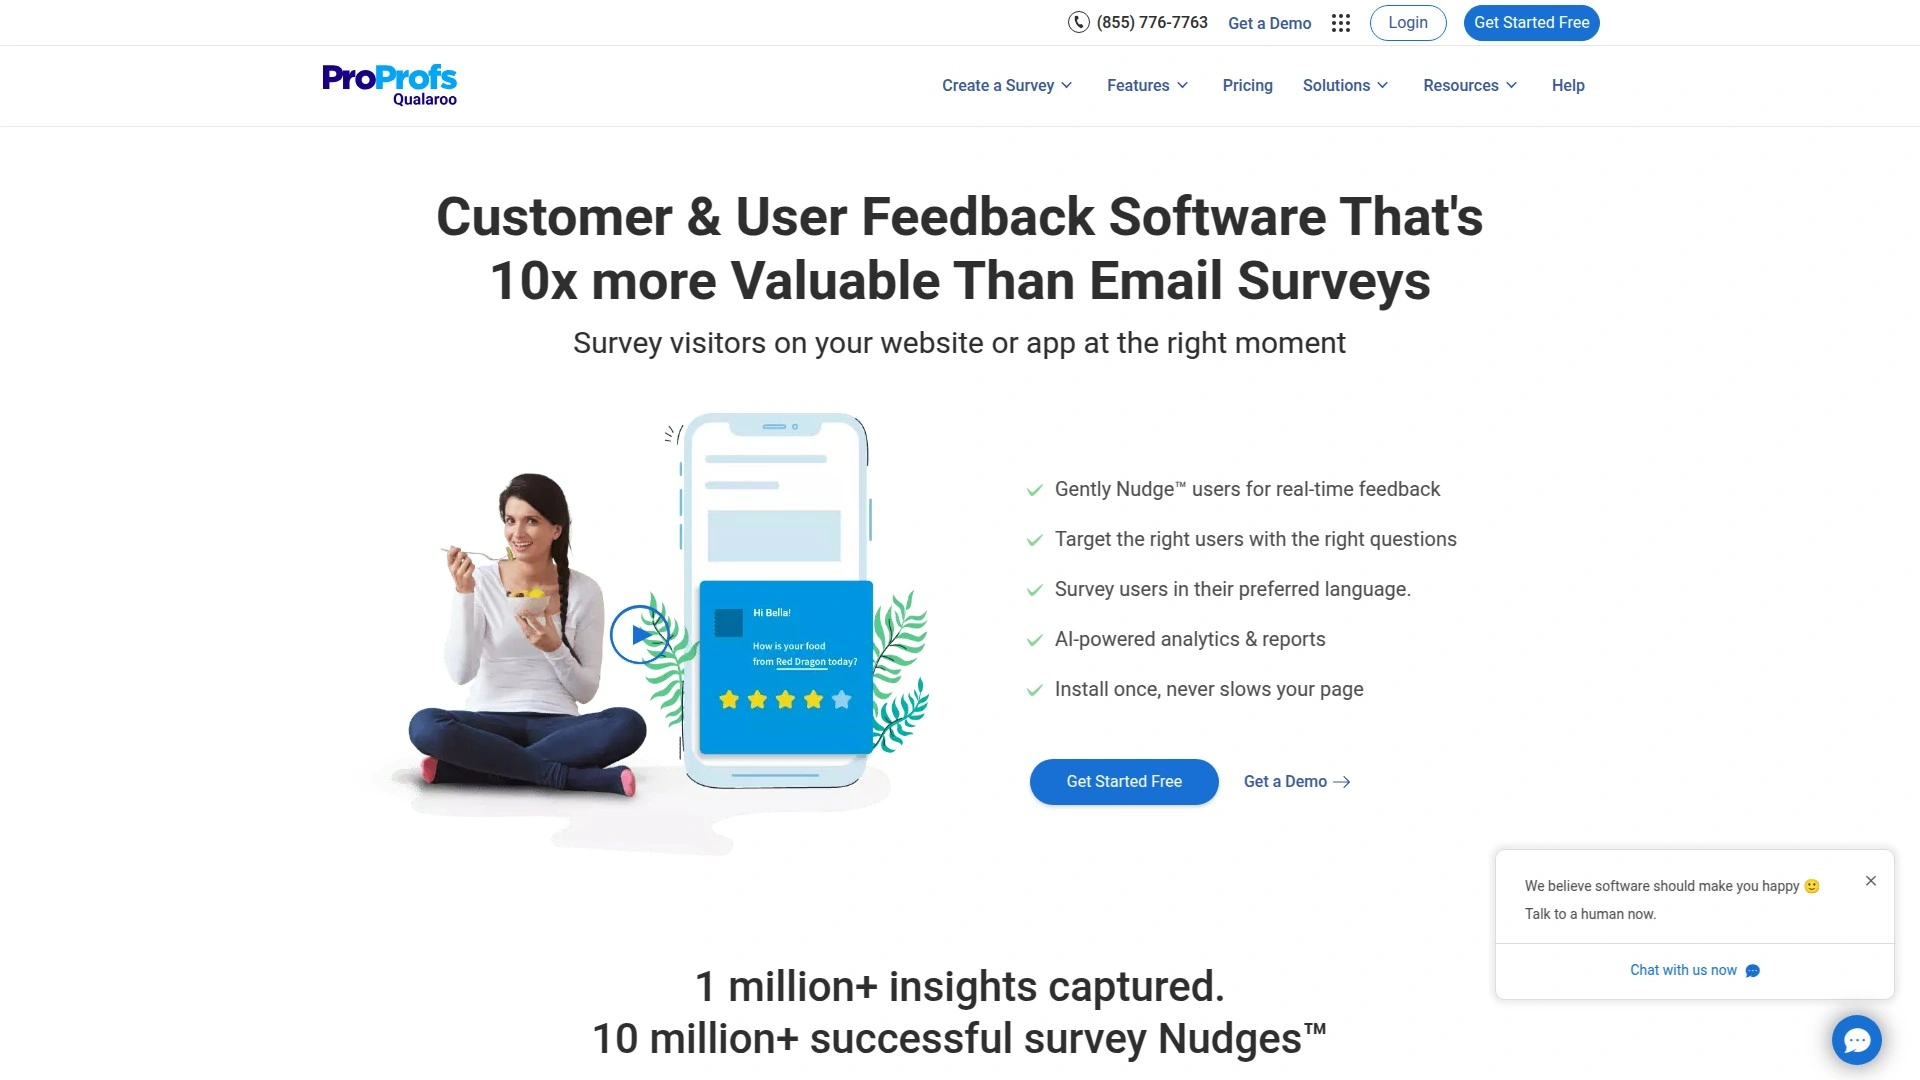 (855) 776-7763 Get a Demo Login Get Started Free
ProProfs
Qualaroo
Create a Survey Features Pricing Solutions Resources Help
Customer & User Feedback Software That's
10x more Valuable Than Email Surveys
Survey visitors on your website or app at the right moment
Hi Bella!
How is your food
from Red Dragon today?
Gently Nudge™ users for real-time feedback
Target the right users with the right questions
Survey users in their preferred language.
AI-powered analytics & reports
Install once, never slows your page
Get Started Free Get a Demo
We believe software should make you happy 🙂
Talk to a human now.
Chat with us now
1 million+ insights captured.
10 million+ successful survey Nudges™